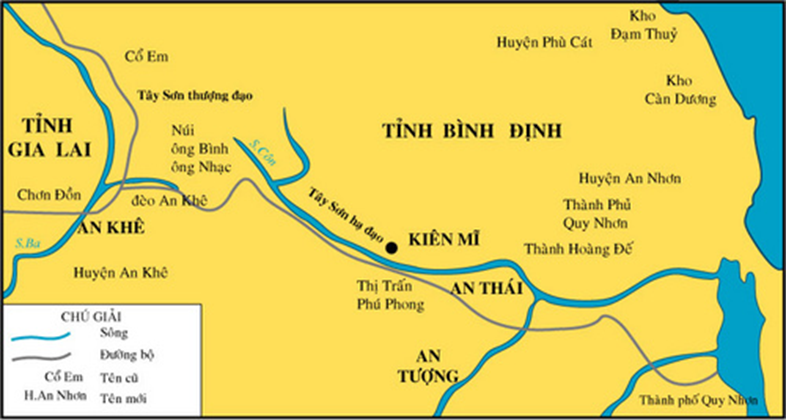 Kho
Đạm Thuỷ
Huyện Phù Cát
Cổ Em
Kho
Càn Dương
Tây Sơn thượng đạo
TỈNH
GIA LAI
Núi
ông Bình
ông Nhạc
S.Côn
TỈNH BÌNH ĐỊNH
Chơn Đồn
đèo An Khê
Huyện An Nhơn
Tây Sơn hạ đạo
Thành Phủ
Quy Nhơn
AN KHÊ
KIÊN MĨ
Thành Hoàng Đế
S.Ba
Huyện An Khê
Thị Trấn
Phú Phong
AN THÁI
CHÚ GIẢI
Sông
Đường bộ
Cổ Em Tên cũ
H.An Nhơn Tên mới
AN
TƯỢNG
Thành phố Quy Nhơn